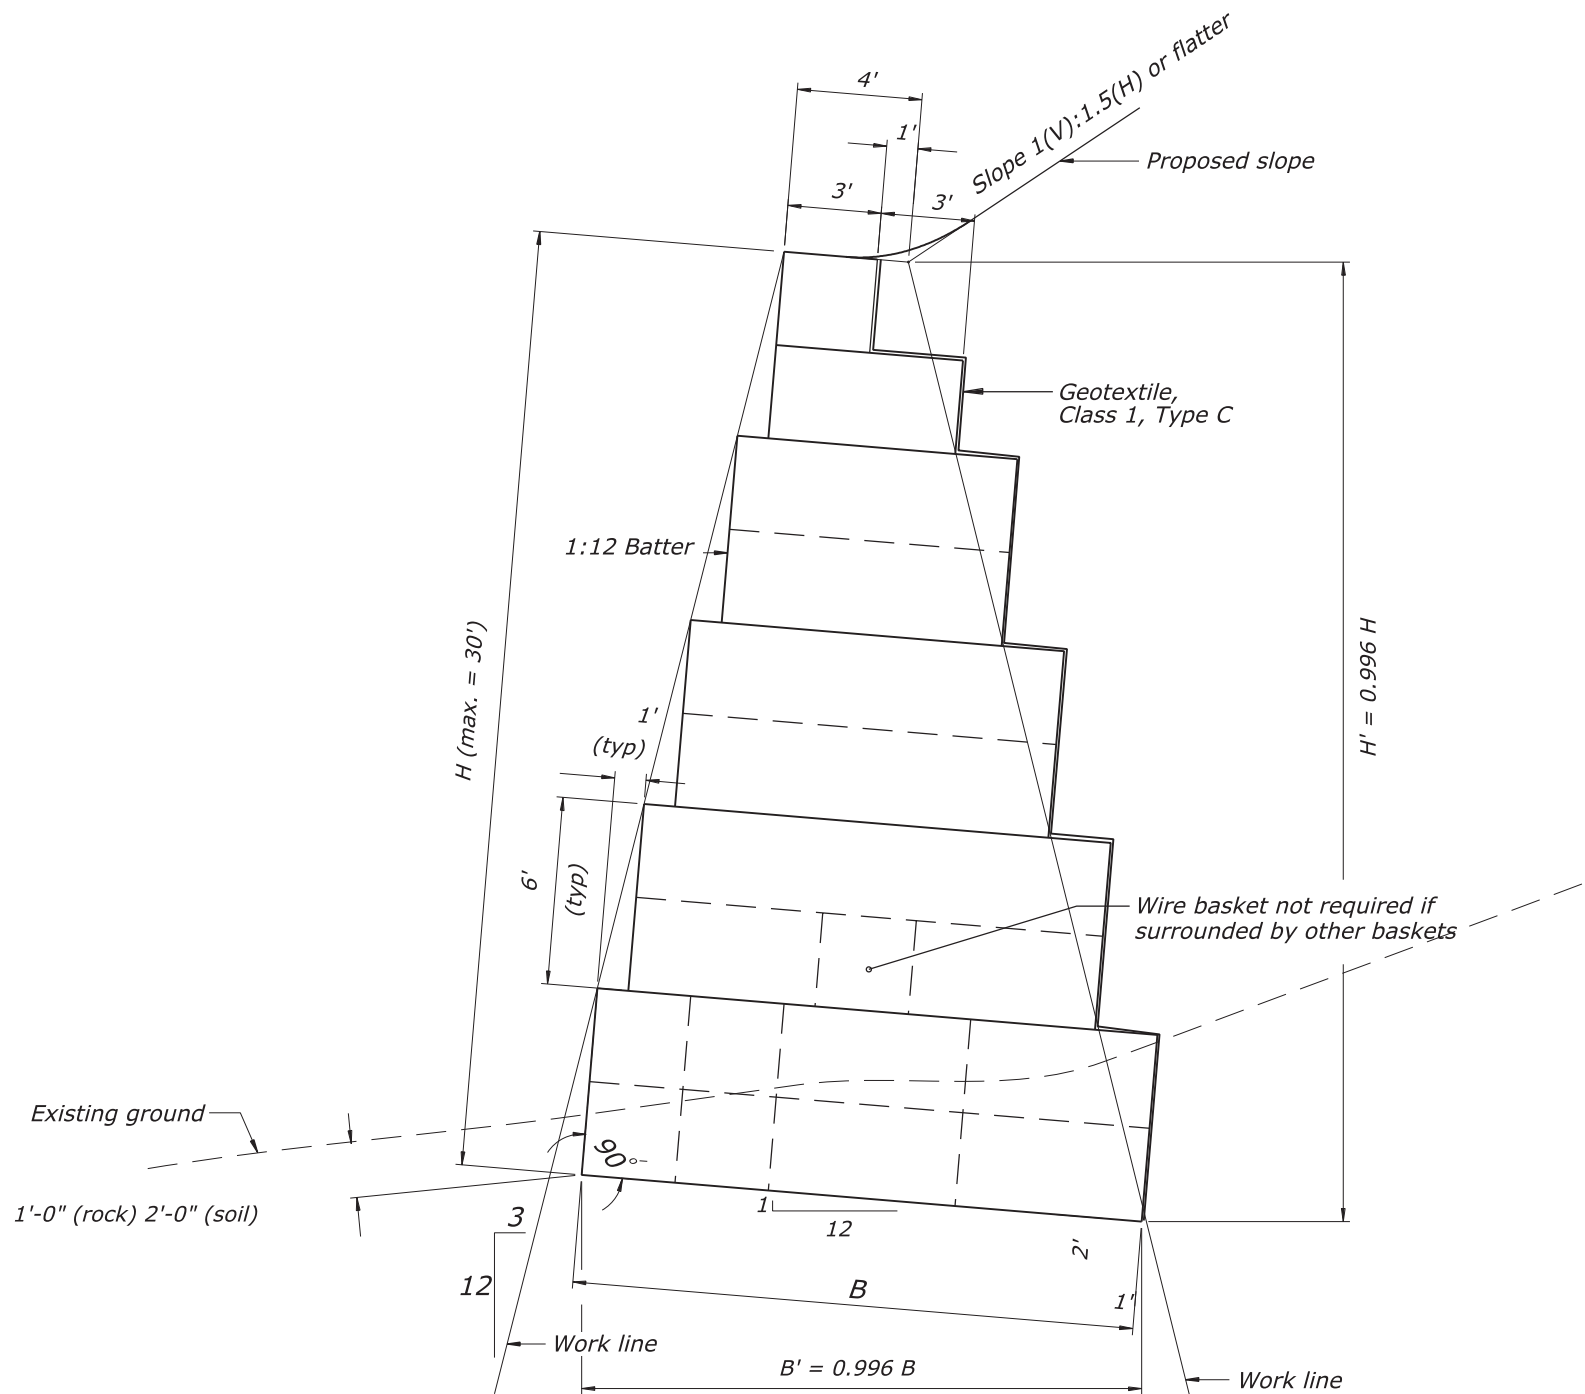 Slope 1(V):1.5(H) or flatter
4'
1'
Proposed slope
3'
3'
Geotextile,
Class 1, Type C
1:12 Batter
H (max. = 30')
H' = 0.996 H
1'
(typ)
6'
(typ)
Wire basket not required if
surrounded by other baskets
Existing ground
90°
1'-0" (rock) 2'-0" (soil)
3
12
1
12
2'
B
1'
Work line
B' = 0.996 B
Work line